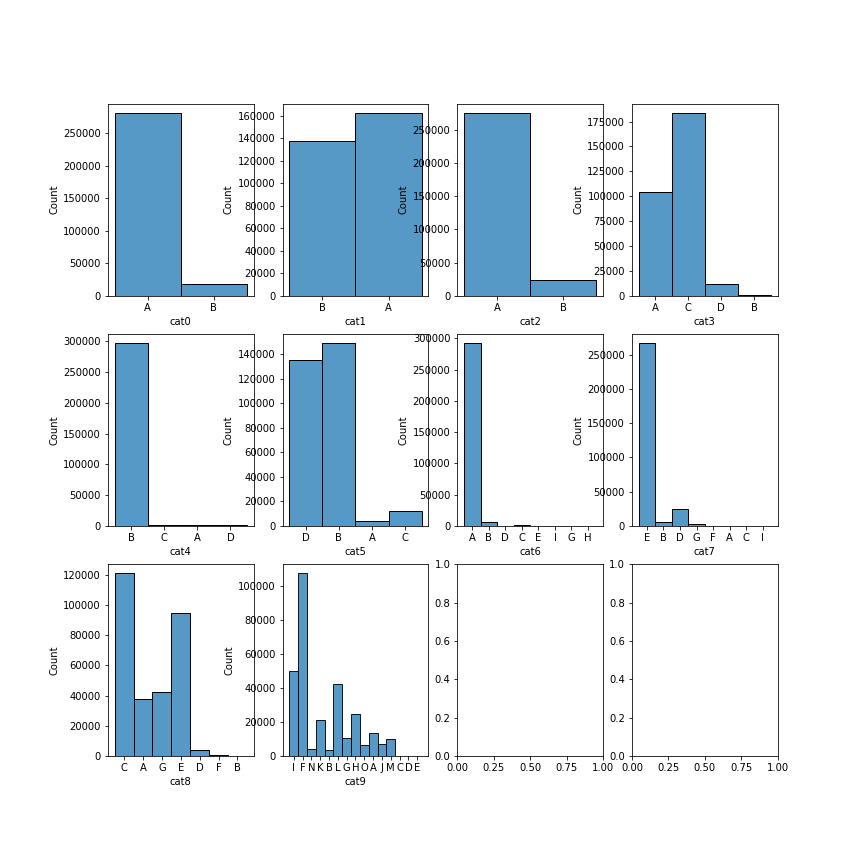 250000
200000
150000
100000
50000
0
Count
A B
cat0
160000
140000
120000
100000
80000
60000
40000
20000
0
Count
B A
cat1
250000
200000
150000
100000
50000
0
Count
A B
cat2
175000
150000
125000
100000
75000
50000
25000
0
Count
A C D B
cat3
300000
250000
200000
150000
100000
50000
0
Count
B C A D
cat4
140000
120000
100000
80000
60000
40000
20000
0
Count
D B A C
cat5
300000
250000
200000
150000
100000
50000
0
Count
A B D C E I G H
cat6
250000
200000
150000
100000
50000
0
Count
E B D G F A C I
cat7
120000
100000
80000
60000
40000
20000
0
Count
C A G E D F B
cat8
100000
80000
60000
40000
20000
0
Count
I F N K B L G H O A J M C D E
cat9
1.0
0.8
0.6
0.4
0.2
0.0
0.00 0.25 0.50 0.75 1.00
1.0
0.8
0.6
0.4
0.2
0.0
0.00 0.25 0.50 0.75 1.00